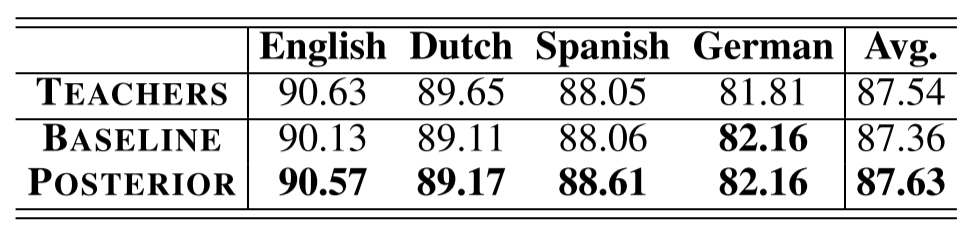 English Dutch Spanish German Avg.
TEACHERS 90.63 89.65 88.05 81.81 87.54
BASELINE 90.13 89.11 88.06 82.16 87.36
POSTERIOR 90.57 89.17 88.61 82.16 87.63